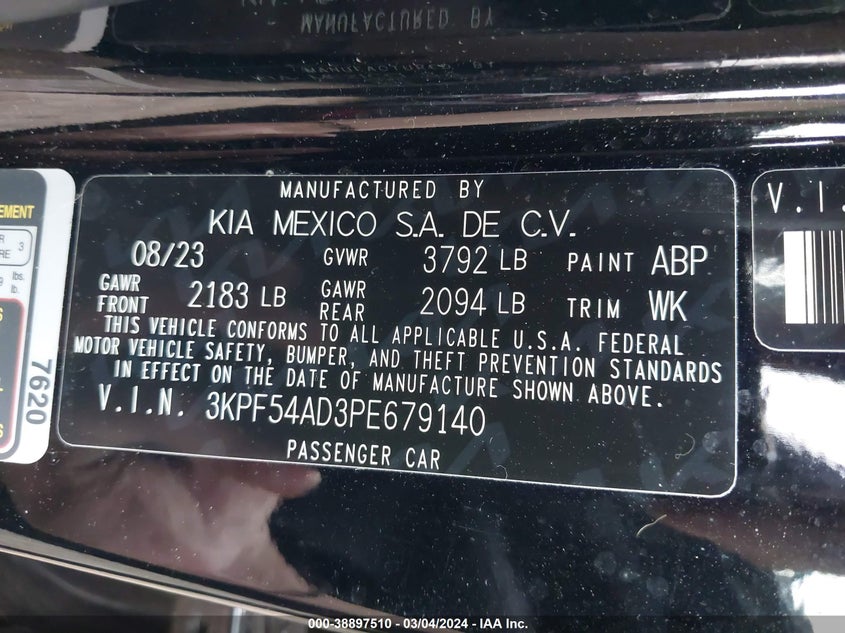 MANUFACTURED BY
MANUFACTURED BY
KIA MEXICO S.A. DE C.V.
08/23 GVWR 3792 LB PAINT ABP
GAWR FRONT 2183 LB GAWR REAR 2094 LB TRIM WK
THIS VEHICLE CONFORMS TO ALL APPLICABLE U.S.A. FEDERAL
MOTOR VEHICLE SAFETY, BUMPER, AND THEFT PREVENTION STANDARDS
IN EFFECT ON THE DATE OF MANUFACTURE SHOWN ABOVE.
V.I.N. 3KPF54AD3PE679140
PASSENGER CAR
7620
V.I.
000-38897510 - 03/04/2024 - IAA Inc.